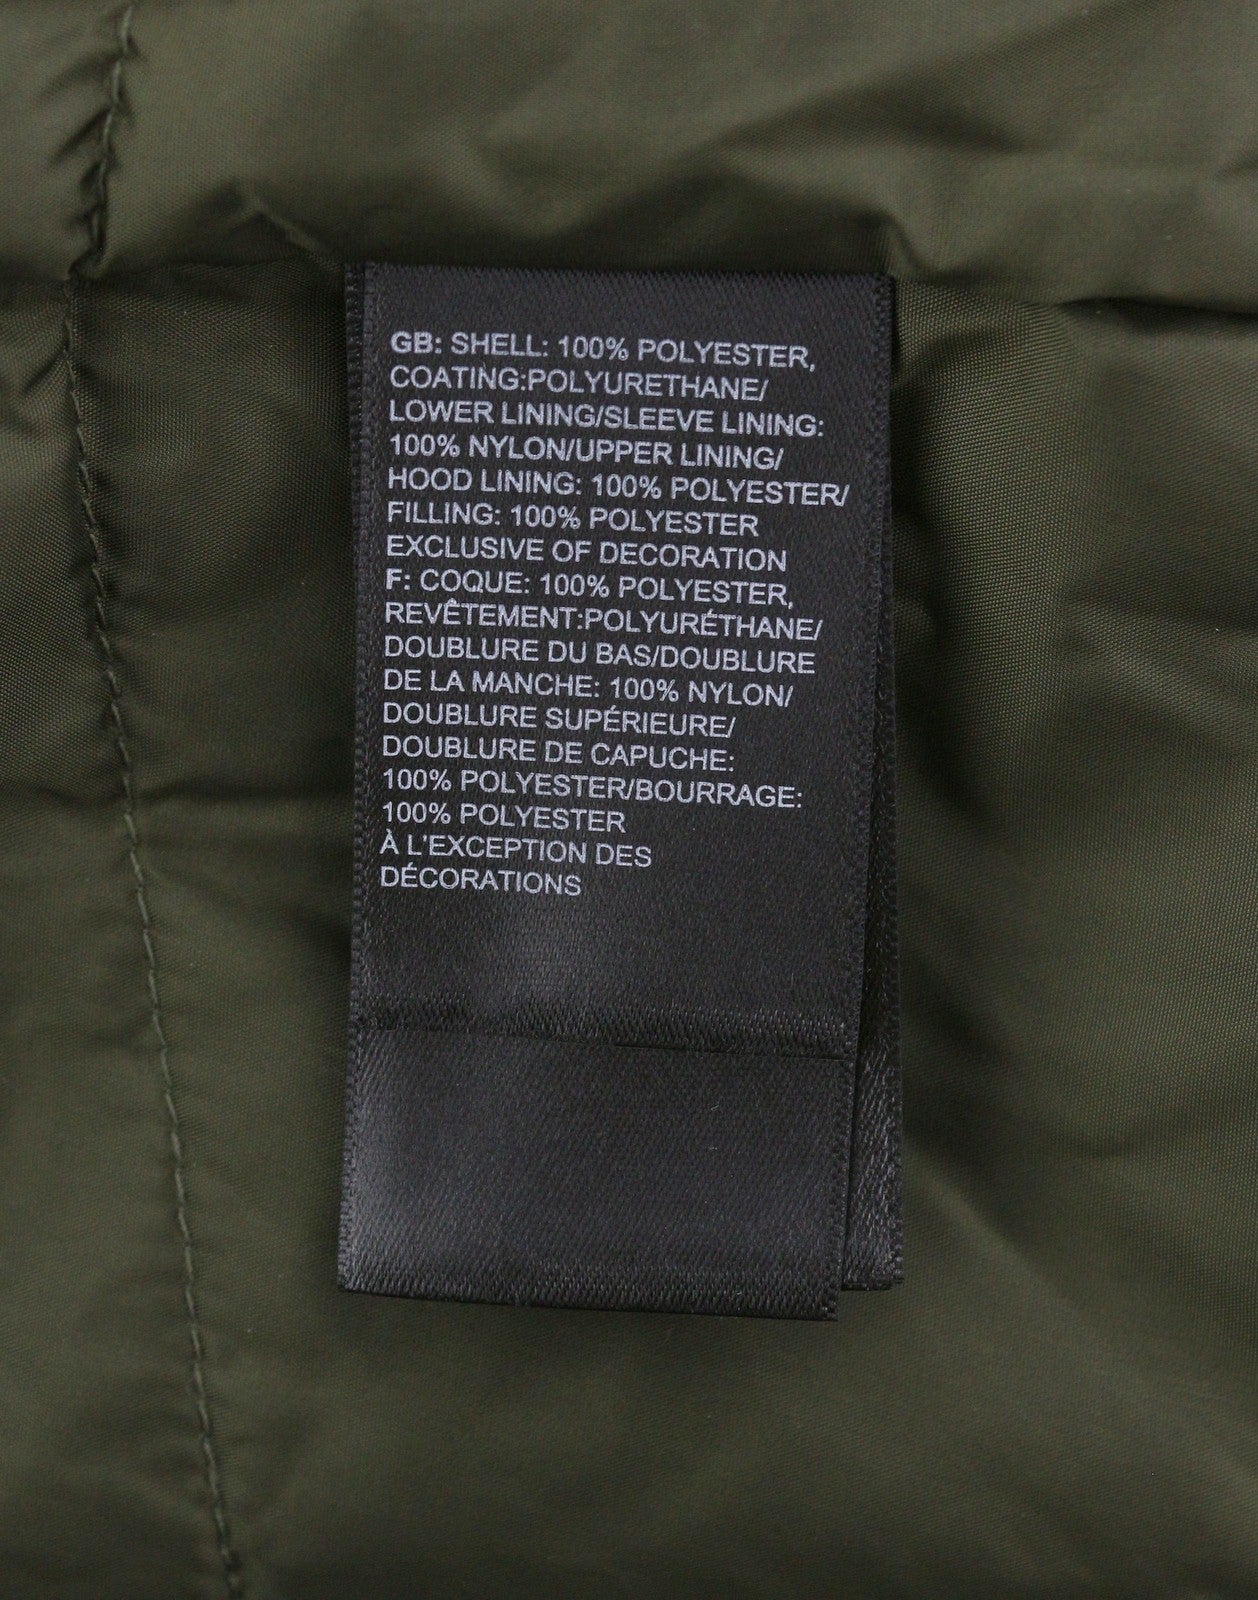 GB: SHELL: 100% POLYESTER,
COATING:POLYURETHANE/
LOWER LINING/SLEEVE LINING:
100% NYLON/UPPER LINING/
HOOD LINING: 100% POLYESTER/
FILLING: 100% POLYESTER
EXCLUSIVE OF DECORATION
F: COQUE: 100% POLYESTER,
REVÊTEMENT:POLYURÉTHANE/
DOUBLURE DU BAS/DOUBLURE
DE LA MANCHE: 100% NYLON/
DOUBLURE SUPÉRIEURE/
DOUBLURE DE CAPUCHE:
100% POLYESTER/BOURRAGE:
100% POLYESTER
À L'EXCEPTION DES
DÉCORATIONS